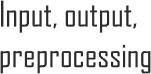 Input, output,
preprocessing